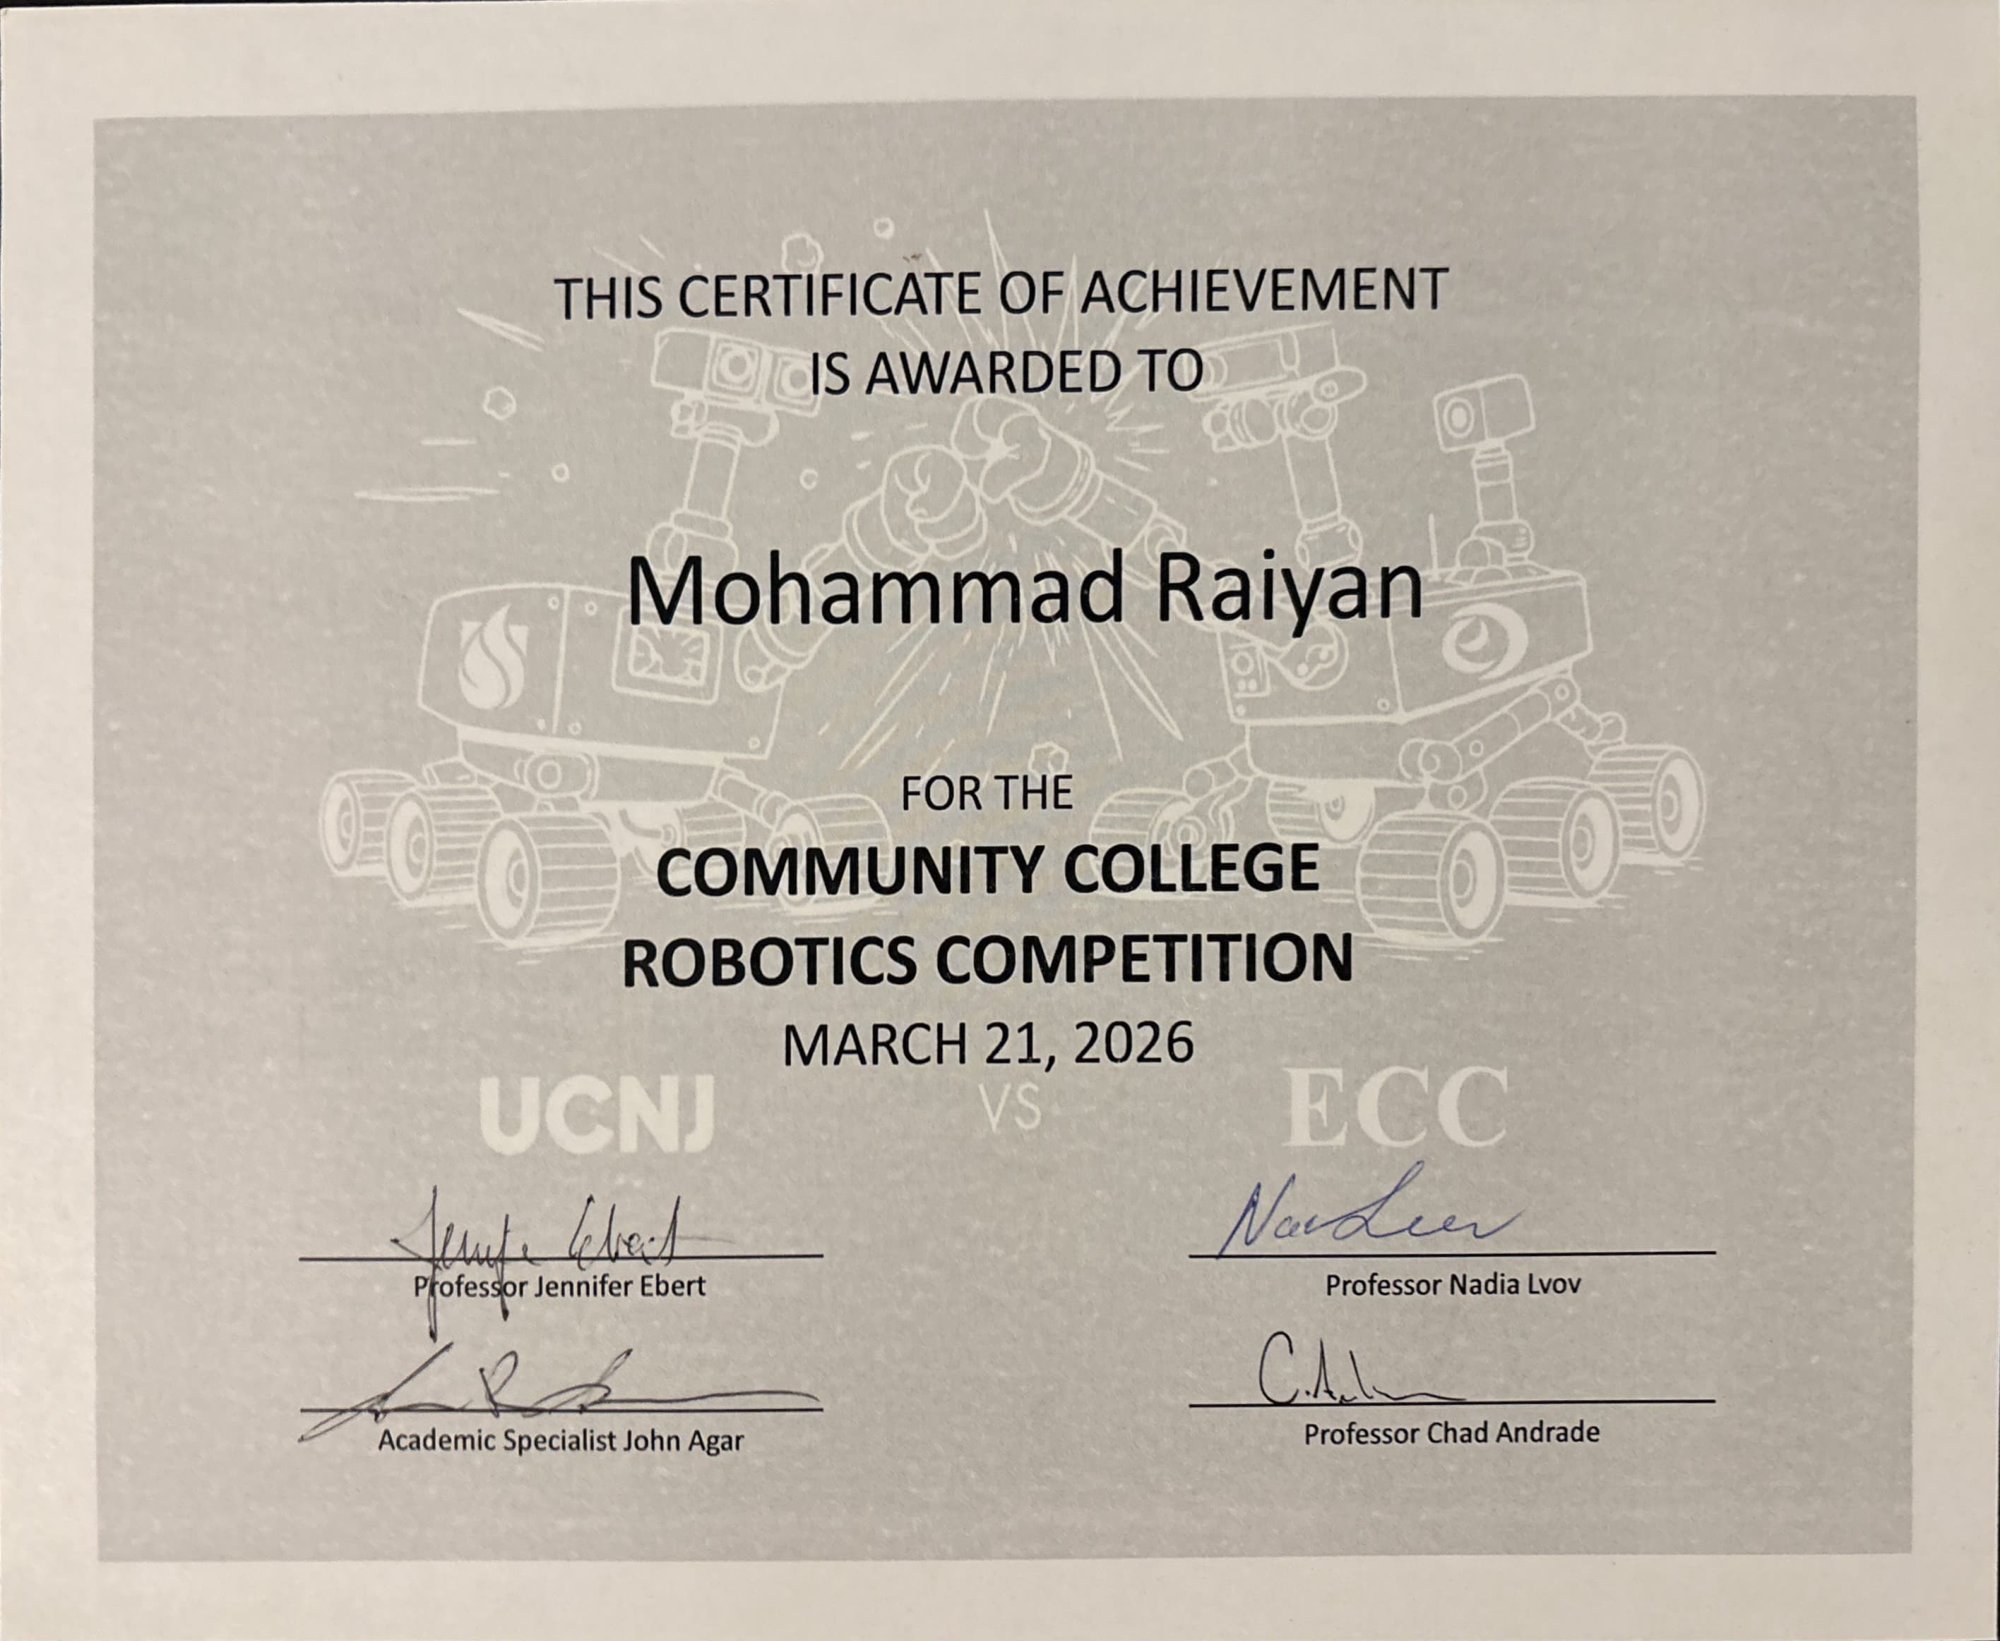 THIS CERTIFICATE OF ACHIEVEMENT
IS AWARDED TO
Mohammad Raiyan
FOR THE
COMMUNITY COLLEGE
ROBOTICS COMPETITION
MARCH 21, 2026
UCNJ VS ECC
Professor Jennifer Ebert
Professor Nadia Lvov
Academic Specialist John Agar
Professor Chad Andrade